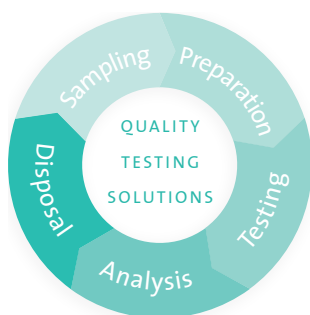 Sampling
Preparation
Testing
Analysis
Disposal
QUALITY
TESTING
SOLUTIONS